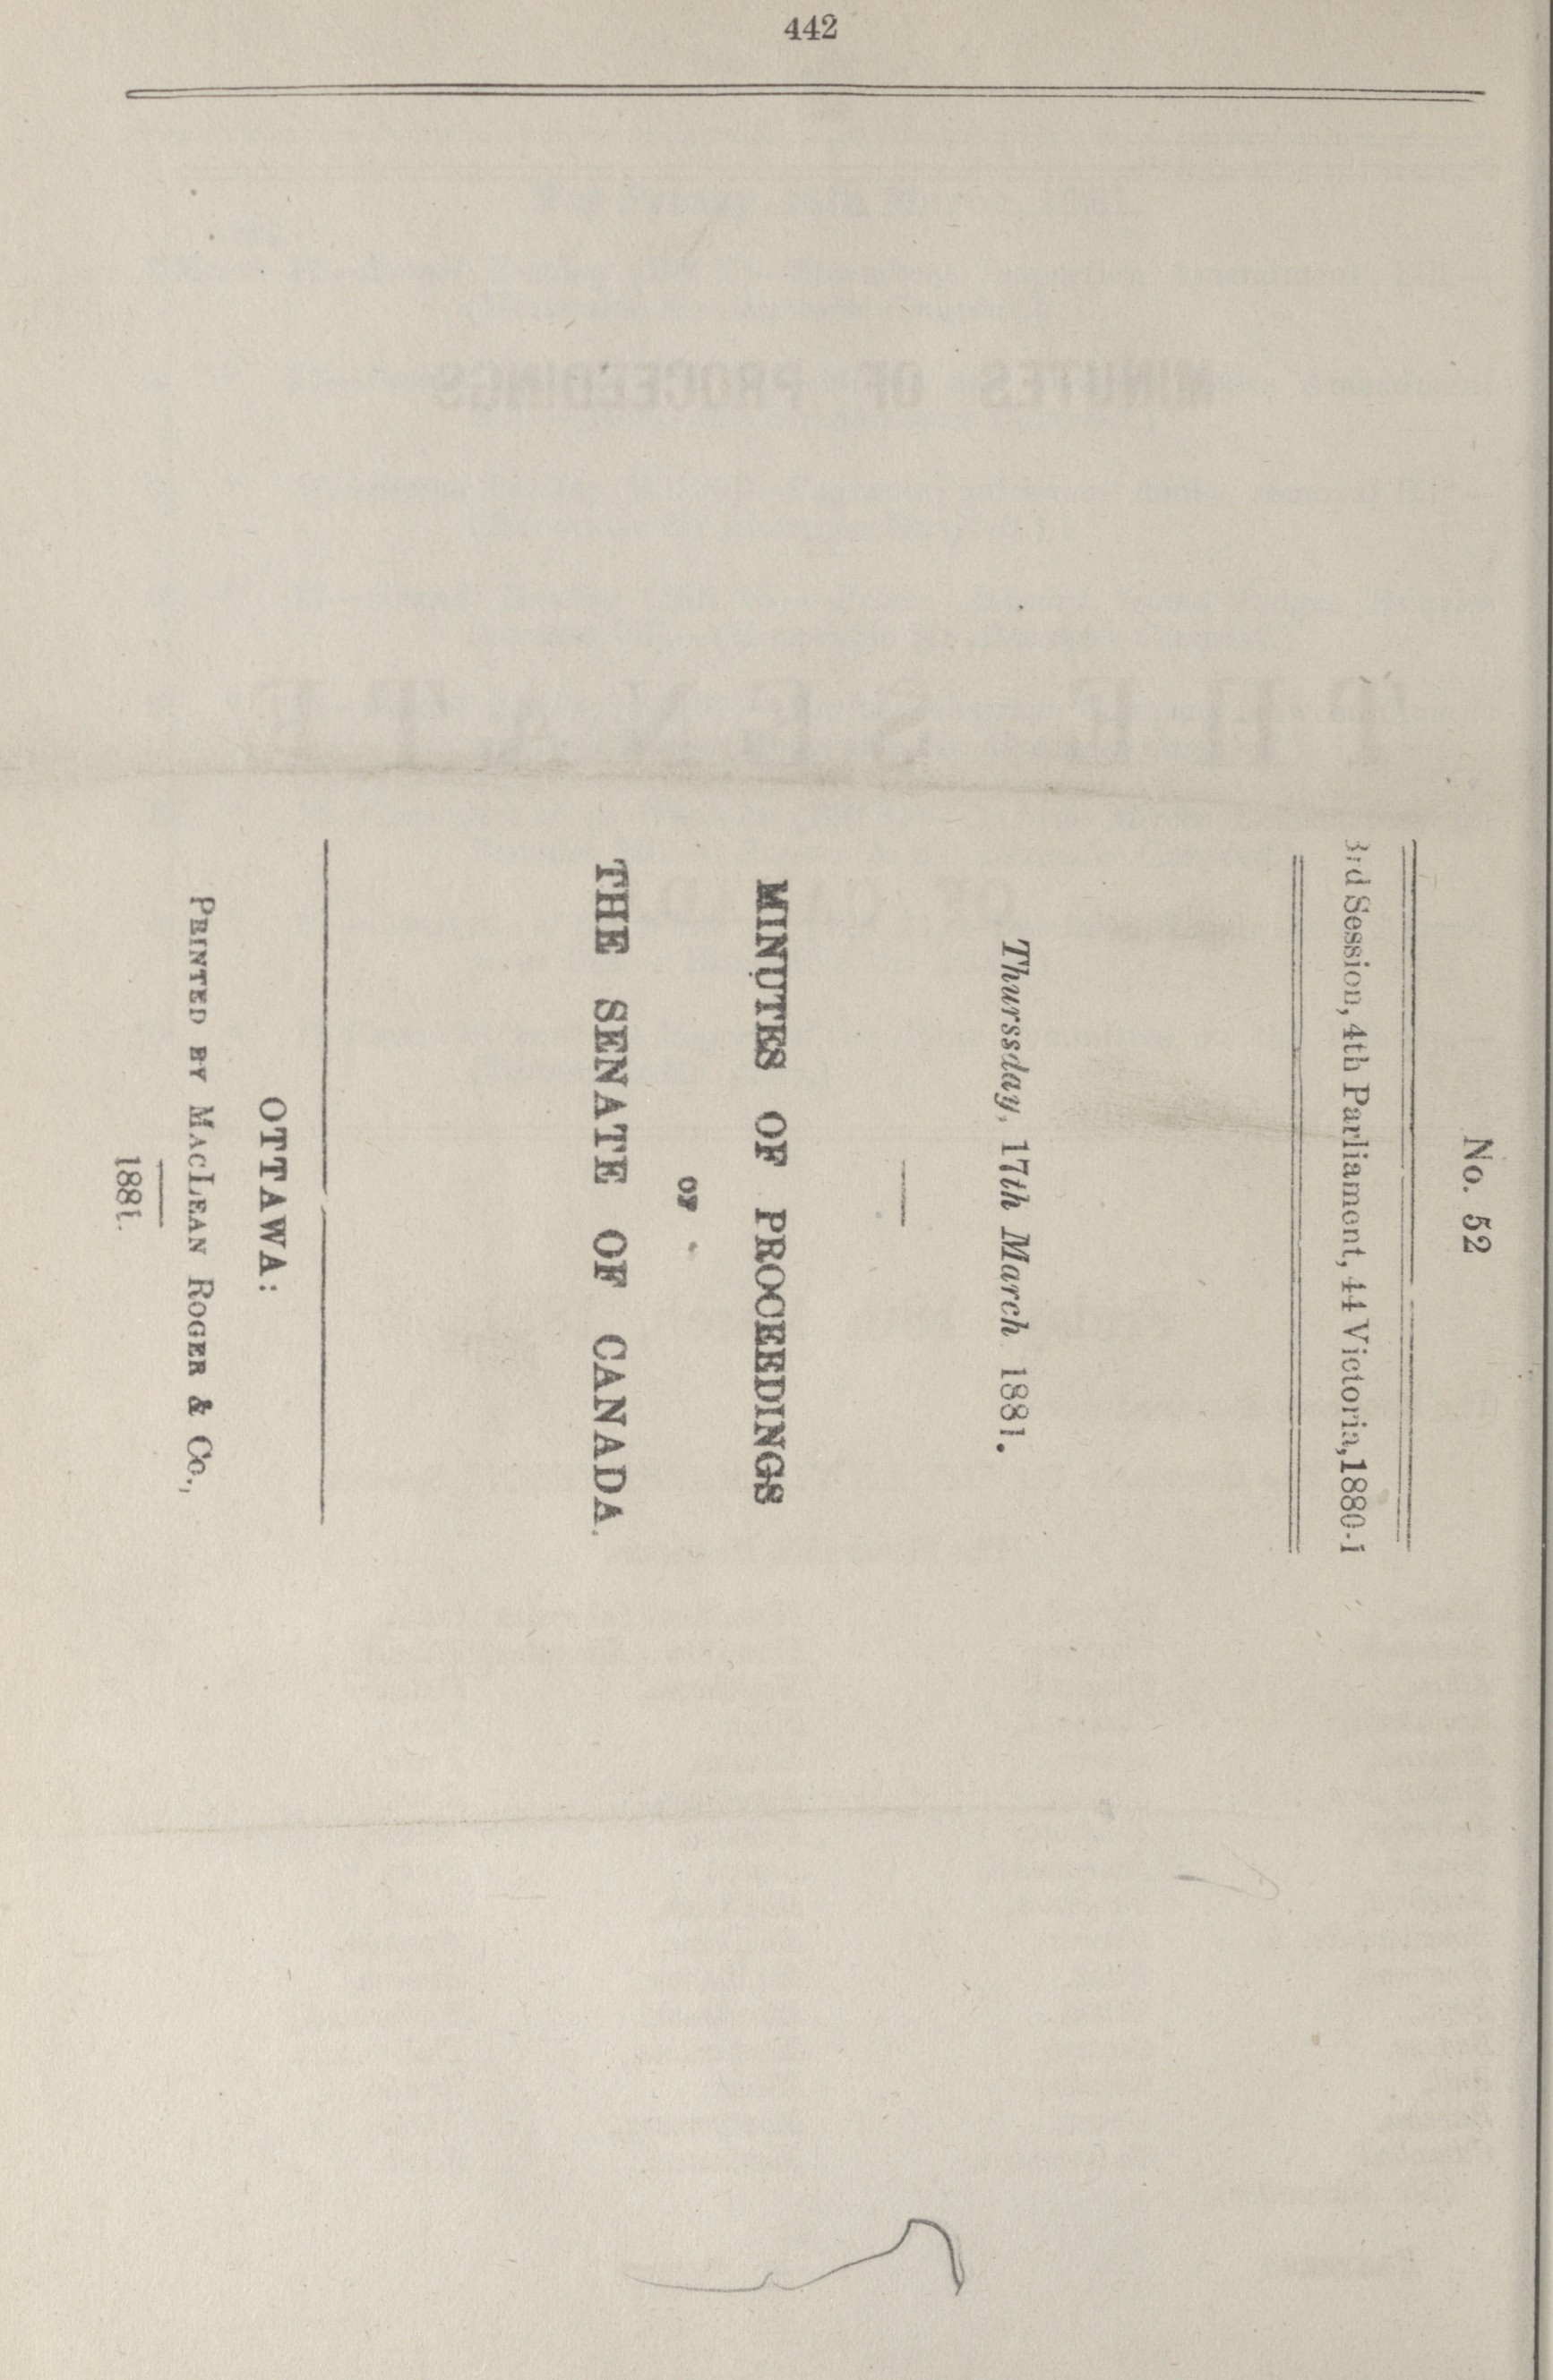 442
No. 52
3rd Session, 4th Parliament, 44 Victoria, 1880-1
Thurssday, 17th March 1881.
MINUTES OF PROCEEDINGS
OF
THE SENATE OF CANADA.
OTTAWA:
PRINTED BY MACLEAN ROGER & CO.,
1881.